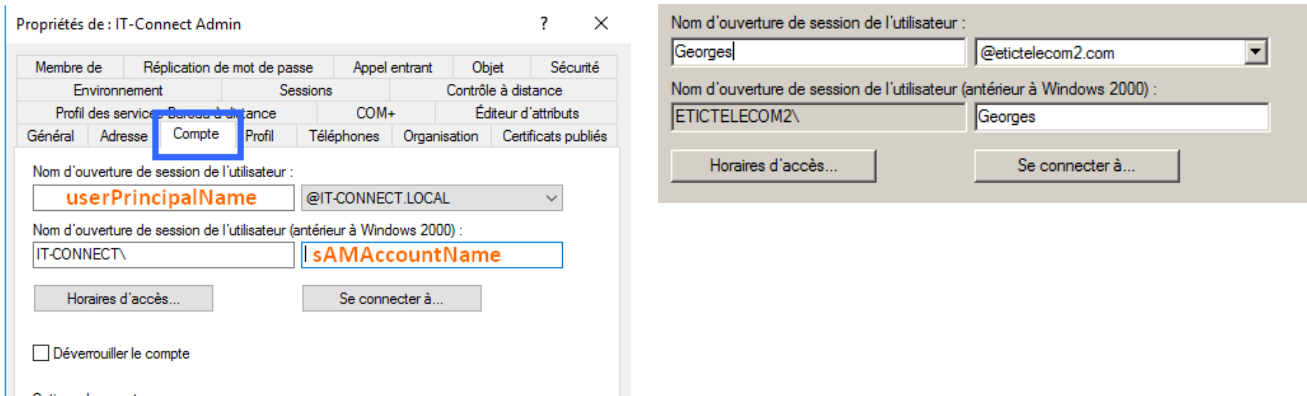 Propriétés de : IT-Connect Admin ? ×
Membre de Réplication de mot de passe Appel entrant Objet Sécurité
Environnement Sessions Contrôle à distance
Profil des services Bureau à distance COM+ Éditeur d'attributs
Général Adresse Compte Profil Téléphones Organisation Certificats publiés
Nom d'ouverture de session de l'utilisateur :
userPrincipalName @IT-CONNECT.LOCAL
Nom d'ouverture de session de l'utilisateur (antérieur à Windows 2000) :
IT-CONNECT\ sAMAccountName
Horaires d'accès... Se connecter à...
Déverrouiller le compte
Nom d'ouverture de session de l'utilisateur :
Georges @etictelecom2.com
Nom d'ouverture de session de l'utilisateur (antérieur à Windows 2000) :
ETICTELECOM2\ Georges
Horaires d'accès... Se connecter à...